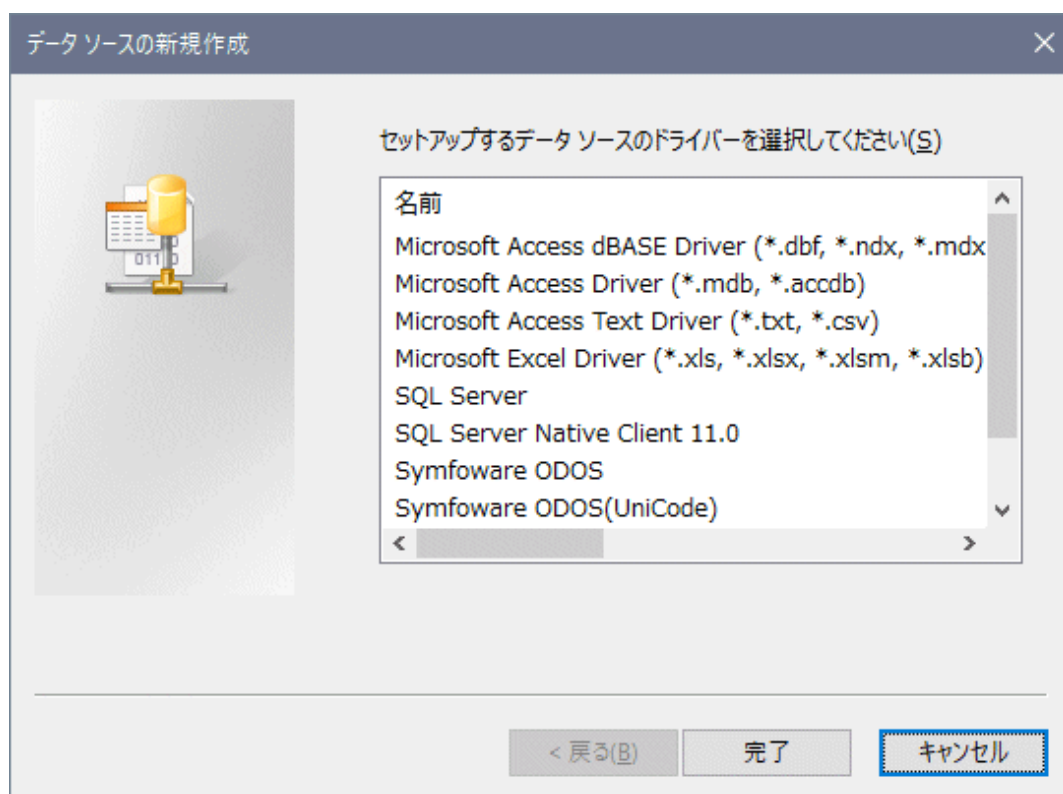 データ ソースの新規作成
セットアップするデータ ソースのドライバーを選択してください(S)
名前
Microsoft Access dBASE Driver (*.dbf, *.ndx, *.mdx
Microsoft Access Driver (*.mdb, *.accdb)
Microsoft Access Text Driver (*.txt, *.csv)
Microsoft Excel Driver (*.xls, *.xlsx, *.xlsm, *.xlsb)
SQL Server
SQL Server Native Client 11.0
Symfoware ODOS
Symfoware ODOS(UniCode)
< 戻る(B)
完了
キャンセル